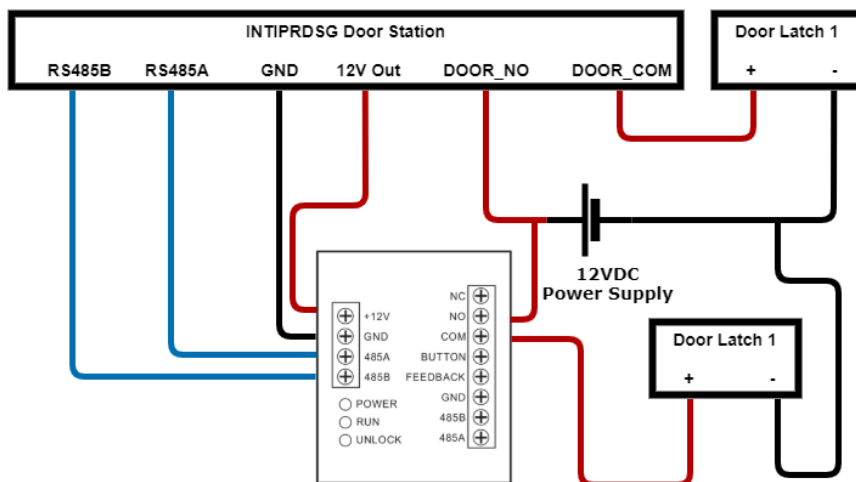 INTIPRDSG Door Station
RS485B RS485A GND 12V Out DOOR_NO DOOR_COM
Door Latch 1
+ -
12VDC
Power Supply
+12V
GND
485A
485B
POWER
RUN
UNLOCK
NC
NO
COM
BUTTON
FEEDBACK
GND
485B
485A
Door Latch 1
+ -